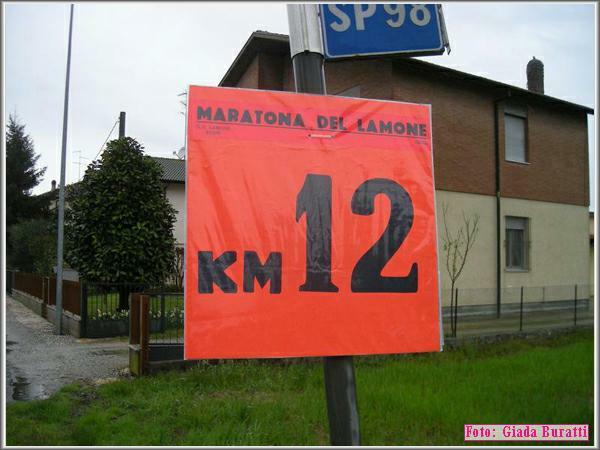 SP98
MARATONA DEL LAMONE
KM 12
Foto: Giada Buratti